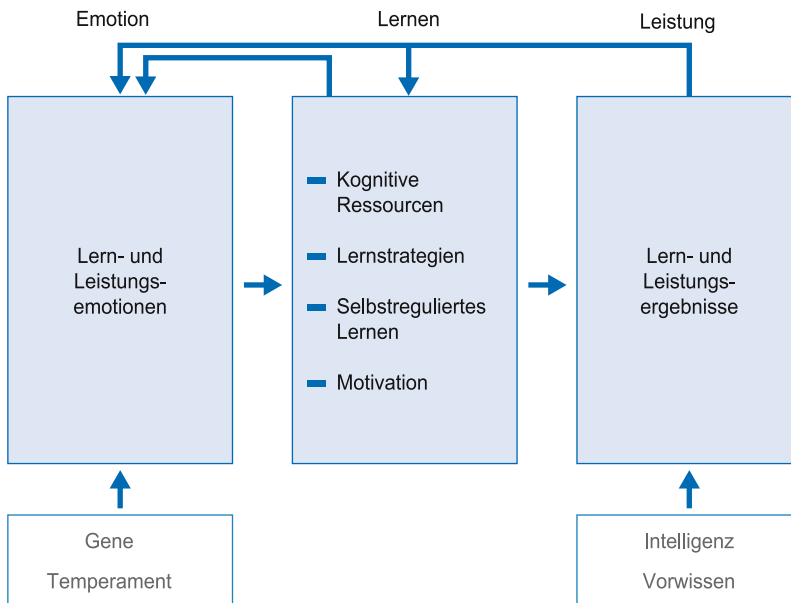 Emotion
Lernen
Leistung
Lern- und
Leistungs-
emotionen
Kognitive
Ressourcen
Lernstrategien
Selbstreguliertes
Lernen
Motivation
Lern- und
Leistungs-
ergebnisse
Gene
Temperament
Intelligenz
Vorwissen